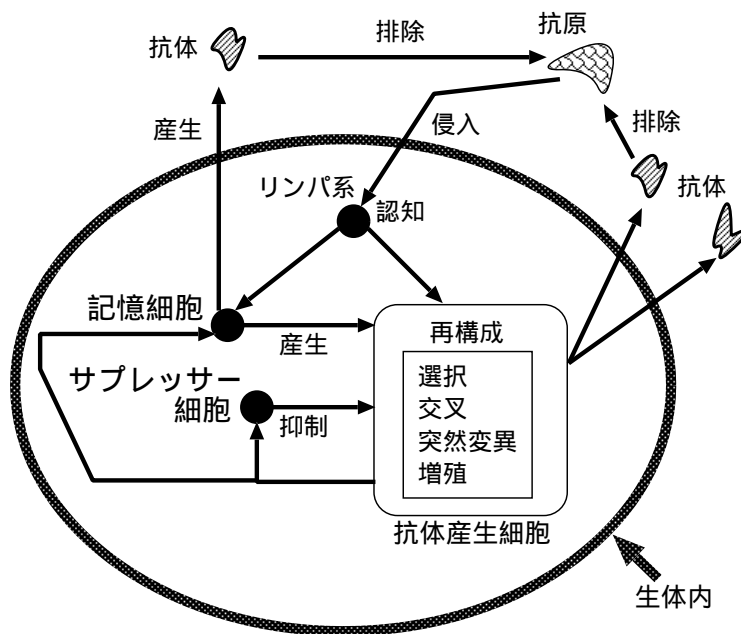 抗体
排除
抗原
産生
侵入
排除
抗体
リンパ系
認知
記憶細胞
産生
再構成
サプレッサー
細胞
抑制
選択
交叉
突然変異
増殖
抗体産生細胞
生体内